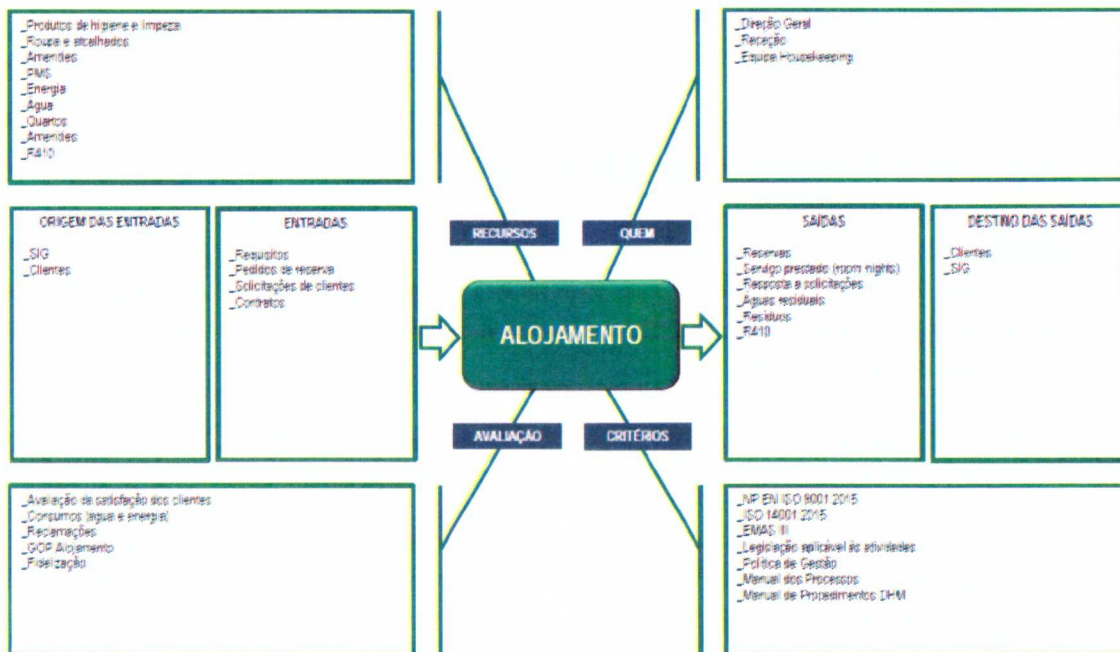 _Produtos de higiene e limpeza
_Roupa e atoalhados
_Amenities
_PMS
_Energia
_Água
_Quartos
_Amenities
_RA10
_Direção Geral
_Receção
_Equipa Housekeeping
RECURSOS
QUEM
ORIGEM DAS ENTRADAS
_SIG
_Clientes
ENTRADAS
_Requisitos
_Pedidos de reserva
_Solicitações de clientes
_Contratos
ALOJAMENTO
SAÍDAS
_Reservas
_Serviço prestado (room nights)
_Resposta a solicitações
_Águas residuais
_Resíduos
_RA10
DESTINO DAS SAÍDAS
_Clientes
_SIG
AVALIAÇÃO
CRITÉRIOS
_Avaliação da satisfação dos clientes
_Consumos (água e energia)
_Reclamações
_GOP Alojamento
_Fidelização
_NP EN ISO 9001:2015
_ISO 14001:2015
_EMAS III
_Legislação aplicável às atividades
_Política de Gestão
_Manual dos Processos
_Manual de Procedimentos DHM